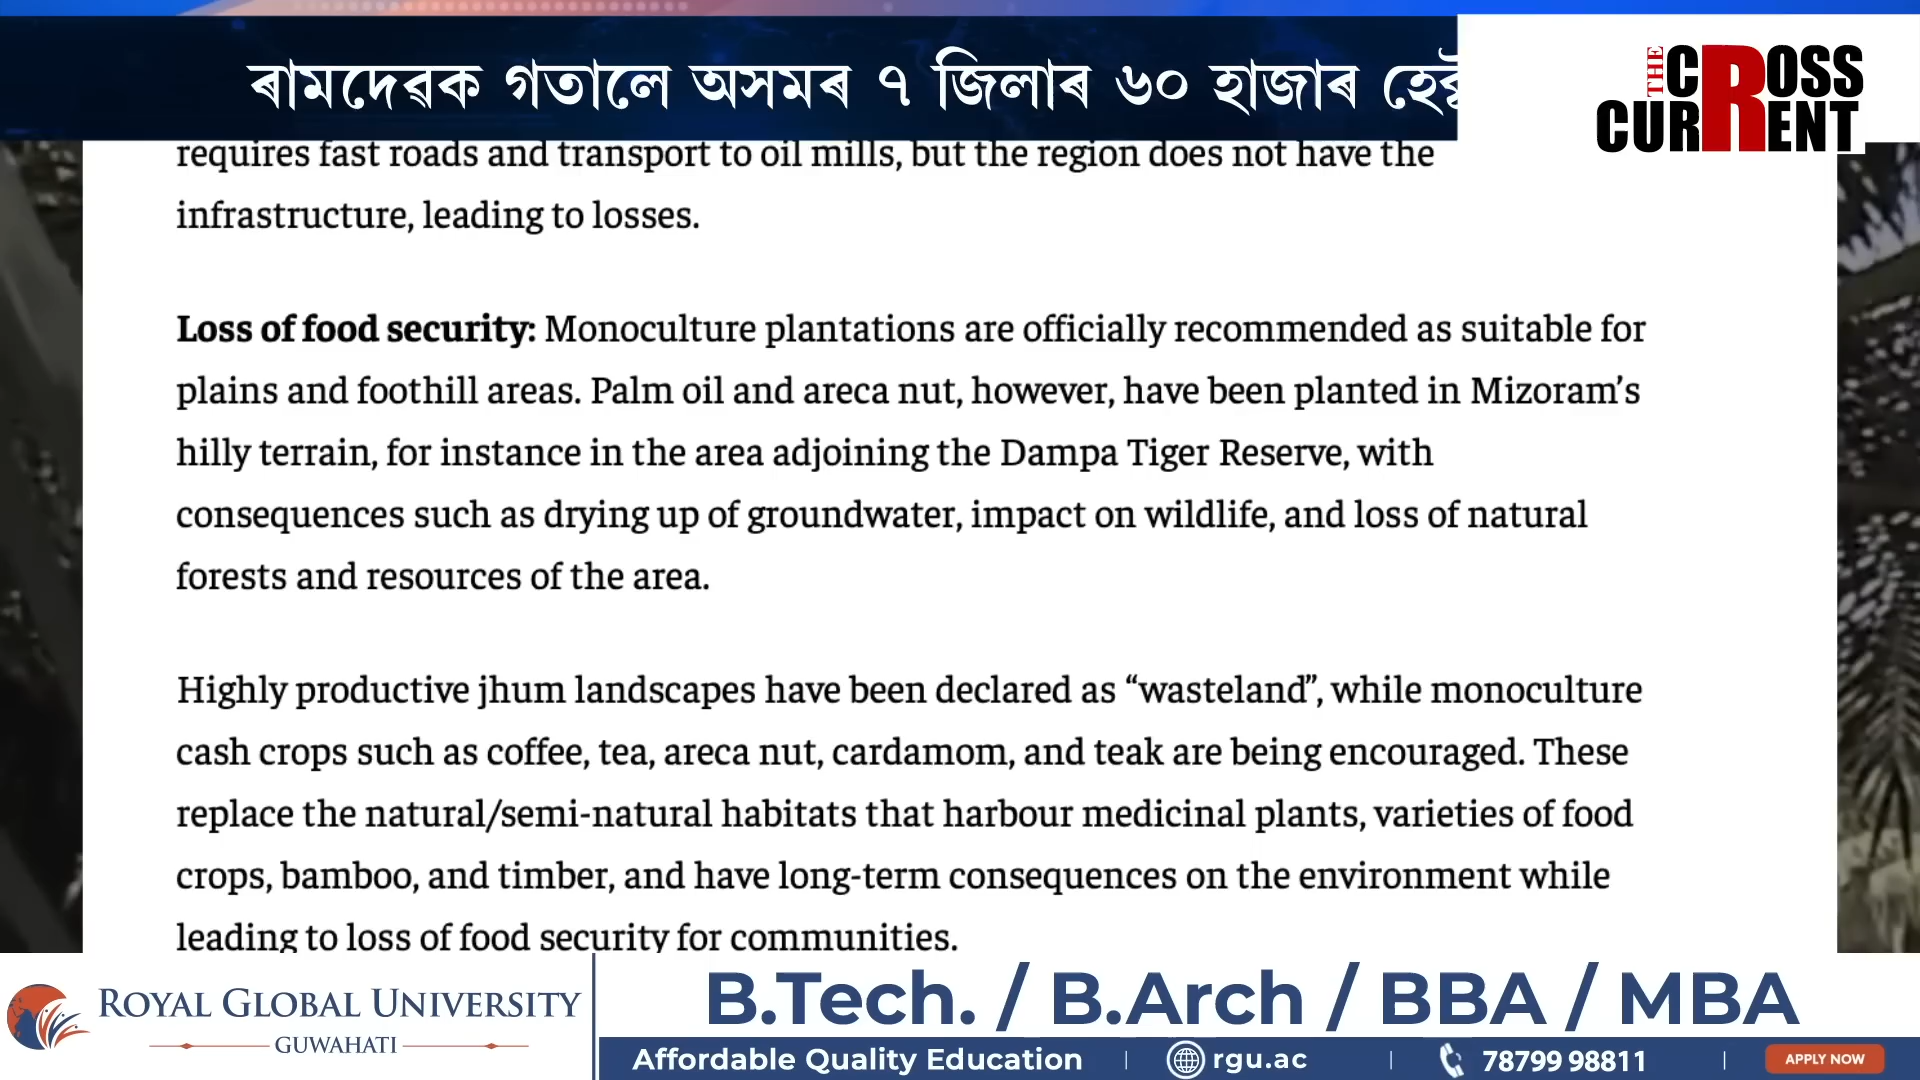 ৰামদেৱক গতালে অসমৰ ৭ জিলাৰ ৬০ হাজাৰ
THE CROSS
CURRENT
requires fast roads and transport to oil mills, but the region does not have the
infrastructure, leading to losses.
Loss of food security: Monoculture plantations are officially recommended as suitable for
plains and foothill areas. Palm oil and areca nut, however, have been planted in Mizoram’s
hilly terrain, for instance in the area adjoining the Dampa Tiger Reserve, with
consequences such as drying up of groundwater, impact on wildlife, and loss of natural
forests and resources of the area.
Highly productive jhum landscapes have been declared as “wasteland”, while monoculture
cash crops such as coffee, tea, areca nut, cardamom, and teak are being encouraged. These
replace the natural/semi-natural habitats that harbour medicinal plants, varieties of food
crops, bamboo, and timber, and have long-term consequences on the environment while
leading to loss of food security for communities.
ROYAL GLOBAL UNIVERSITY
GUWAHATI
B.Tech. / B.Arch / BBA / MBA
Affordable Quality Education | rgu.ac | 78799 98811 | APPLY NOW